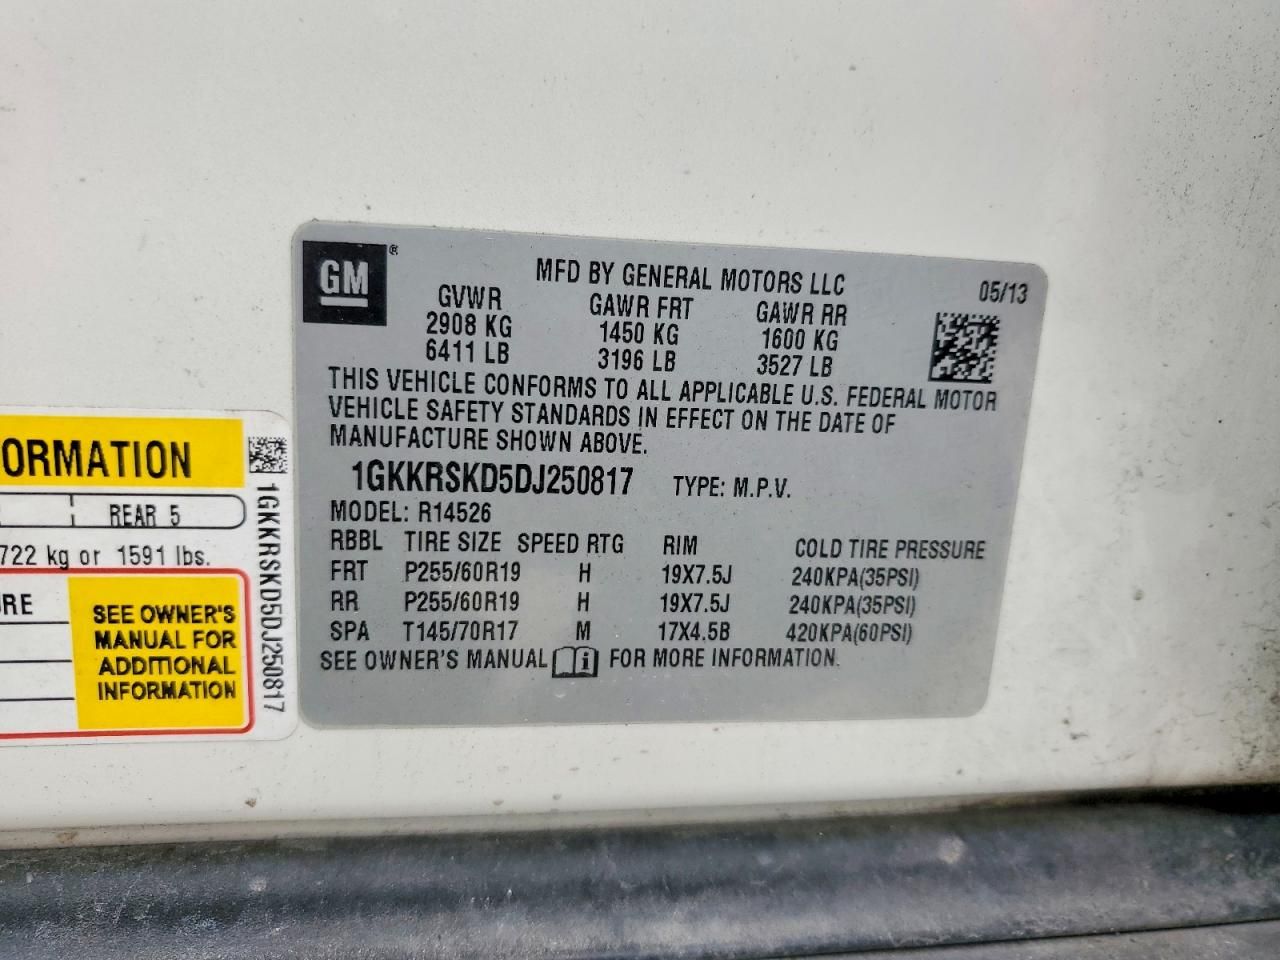 GM®
MFD BY GENERAL MOTORS LLC 05/13
GVWR GAWR FRT GAWR RR
2908 KG 1450 KG 1600 KG
6411 LB 3196 LB 3527 LB
THIS VEHICLE CONFORMS TO ALL APPLICABLE U.S. FEDERAL MOTOR
VEHICLE SAFETY STANDARDS IN EFFECT ON THE DATE OF
MANUFACTURE SHOWN ABOVE.
1GKKRSKD5DJ250817 TYPE: M.P.V.
MODEL: R14526
RBBL TIRE SIZE SPEED RTG RIM COLD TIRE PRESSURE
FRT P255/60R19 H 19X7.5J 240KPA(35PSI)
RR P255/60R19 H 19X7.5J 240KPA(35PSI)
SPA T145/70R17 M 17X4.5B 420KPA(60PSI)
SEE OWNER'S MANUAL i FOR MORE INFORMATION.
ORMATION
REAR 5
722 kg or 1591 lbs.
RE
SEE OWNER'S
MANUAL FOR
ADDITIONAL
INFORMATION
1GKKRSKD5DJ250817